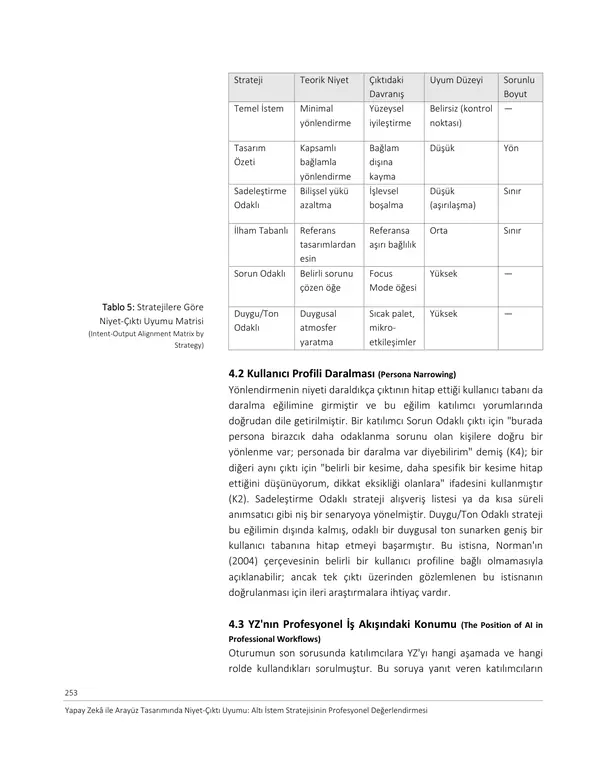 Strateji Teorik Niyet Çıktıdaki Davranış Uyum Düzeyi Sorunlu Boyut
Temel İstem Minimal yönlendirme Yüzeysel iyileştirme Belirsiz (kontrol noktası) —
Tasarım Özeti Kapsamlı bağlamla yönlendirme Bağlam dışına kayma Düşük Yön
Sadeleştirme Odaklı Bilişsel yükü azaltma İşlevsel boşalma Düşük (aşırılaşma) Sınır
İlham Tabanlı Referans tasarımlardan esin Referansa aşırı bağlılık Orta Sınır
Sorun Odaklı Belirli sorunu çözen öğe Focus Mode öğesi Yüksek —
Duygu/Ton Odaklı Duygusal atmosfer yaratma Sıcak palet, mikro-etkileşimler Yüksek —
Tablo 5: Stratejilere Göre
Niyet-Çıktı Uyumu Matrisi
(Intent-Output Alignment Matrix by
Strategy)
4.2 Kullanıcı Profili Daralması (Persona Narrowing)
Yönlendirmenin niyeti daraldıkça çıktının hitap ettiği kullanıcı tabanı da
daralma eğilimine girmiştir ve bu eğilim katılımcı yorumlarında
doğrudan dile getirilmiştir. Bir katılımcı Sorun Odaklı çıktı için "burada
persona birazcık daha odaklanma sorunu olan kişilere doğru bir
yönlenme var; personada bir daralma var diyebilirim" demiş (K4); bir
diğeri aynı çıktı için "belirli bir kesime, daha spesifik bir kesime hitap
ettiğini düşünüyorum, dikkat eksikliği olanlara" ifadesini kullanmıştır
(K2). Sadeleştirme Odaklı strateji alışveriş listesi ya da kısa süreli
anımsatıcı gibi niş bir senaryoya yönelmiştir. Duygu/Ton Odaklı strateji
bu eğilimin dışında kalmış, odaklı bir duygusal ton sunarken geniş bir
kullanıcı tabanına hitap etmeyi başarmıştır. Bu istisna, Norman'ın
(2004) çerçevesinin belirli bir kullanıcı profiline bağlı olmamasıyla
açıklanabilir; ancak tek çıktı üzerinden gözlemlenen bu istisnanın
doğrulanması için ileri araştırmalara ihtiyaç vardır.
4.3 YZ'nın Profesyonel İş Akışındaki Konumu (The Position of AI in
Professional Workflows)
Oturumun son sorusunda katılımcılara YZ'yı hangi aşamada ve hangi
rolde kullandıkları sorulmuştur. Bu soruya yanıt veren katılımcıların
253
Yapay Zekâ ile Arayüz Tasarımında Niyet-Çıktı Uyumu: Altı İstem Stratejisinin Profesyonel Değerlendirmesi